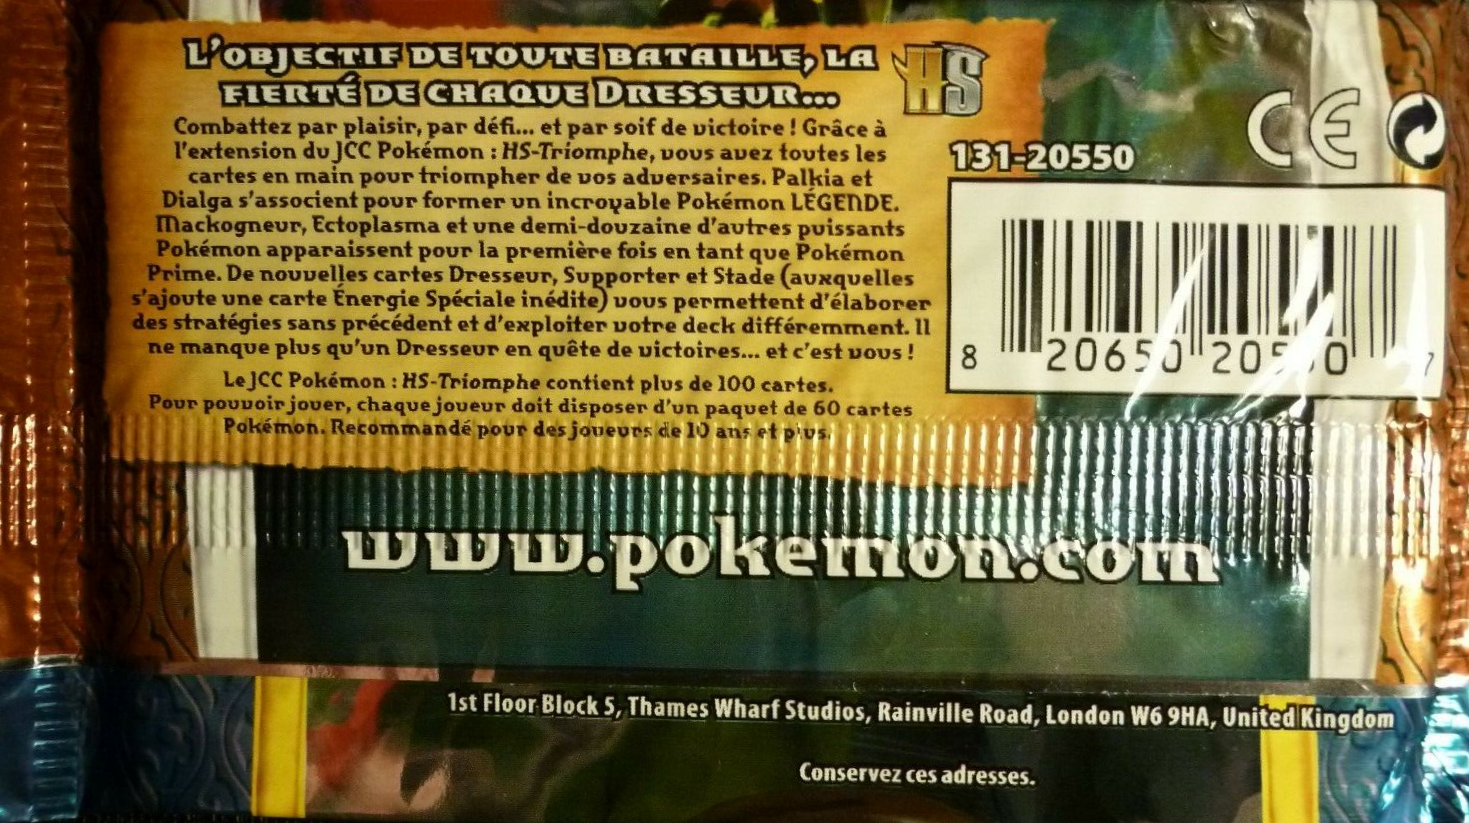 L'OBJECTIF DE TOUTE BATAILLE, LA
FIERTÉ DE CHAQUE DRESSEUR...
HS
Combattez par plaisir, par défi... et par soif de victoire ! Grâce à
l'extension du JCC Pokémon : HS-Triomphe, vous avez toutes les
cartes en main pour triompher de vos adversaires. Palkia et
Dialga s'associent pour former un incroyable Pokémon LÉGENDE.
Mackogneur, Ectoplasma et une demi-douzaine d'autres puissants
Pokémon apparaissent pour la première fois en tant que Pokémon
Prime. De nouvelles cartes Dresseur, Supporter et Stade (auxquelles
s'ajoute une carte Énergie Spéciale inédite) vous permettent d'élaborer
des stratégies sans précédent et d'exploiter votre deck différemment. Il
ne manque plus qu'un Dresseur en quête de victoires... et c'est vous !
Le JCC Pokémon : HS-Triomphe contient plus de 100 cartes.
Pour pouvoir jouer, chaque joueur doit disposer d'un paquet de 60 cartes
Pokémon. Recommandé pour des joueurs de 10 ans et plus.
CE
131-20550
8 20650 20550 7
www.pokemon.com
1st Floor Block 5, Thames Wharf Studios, Rainville Road, London W6 9HA, United Kingdom
Conservez ces adresses.